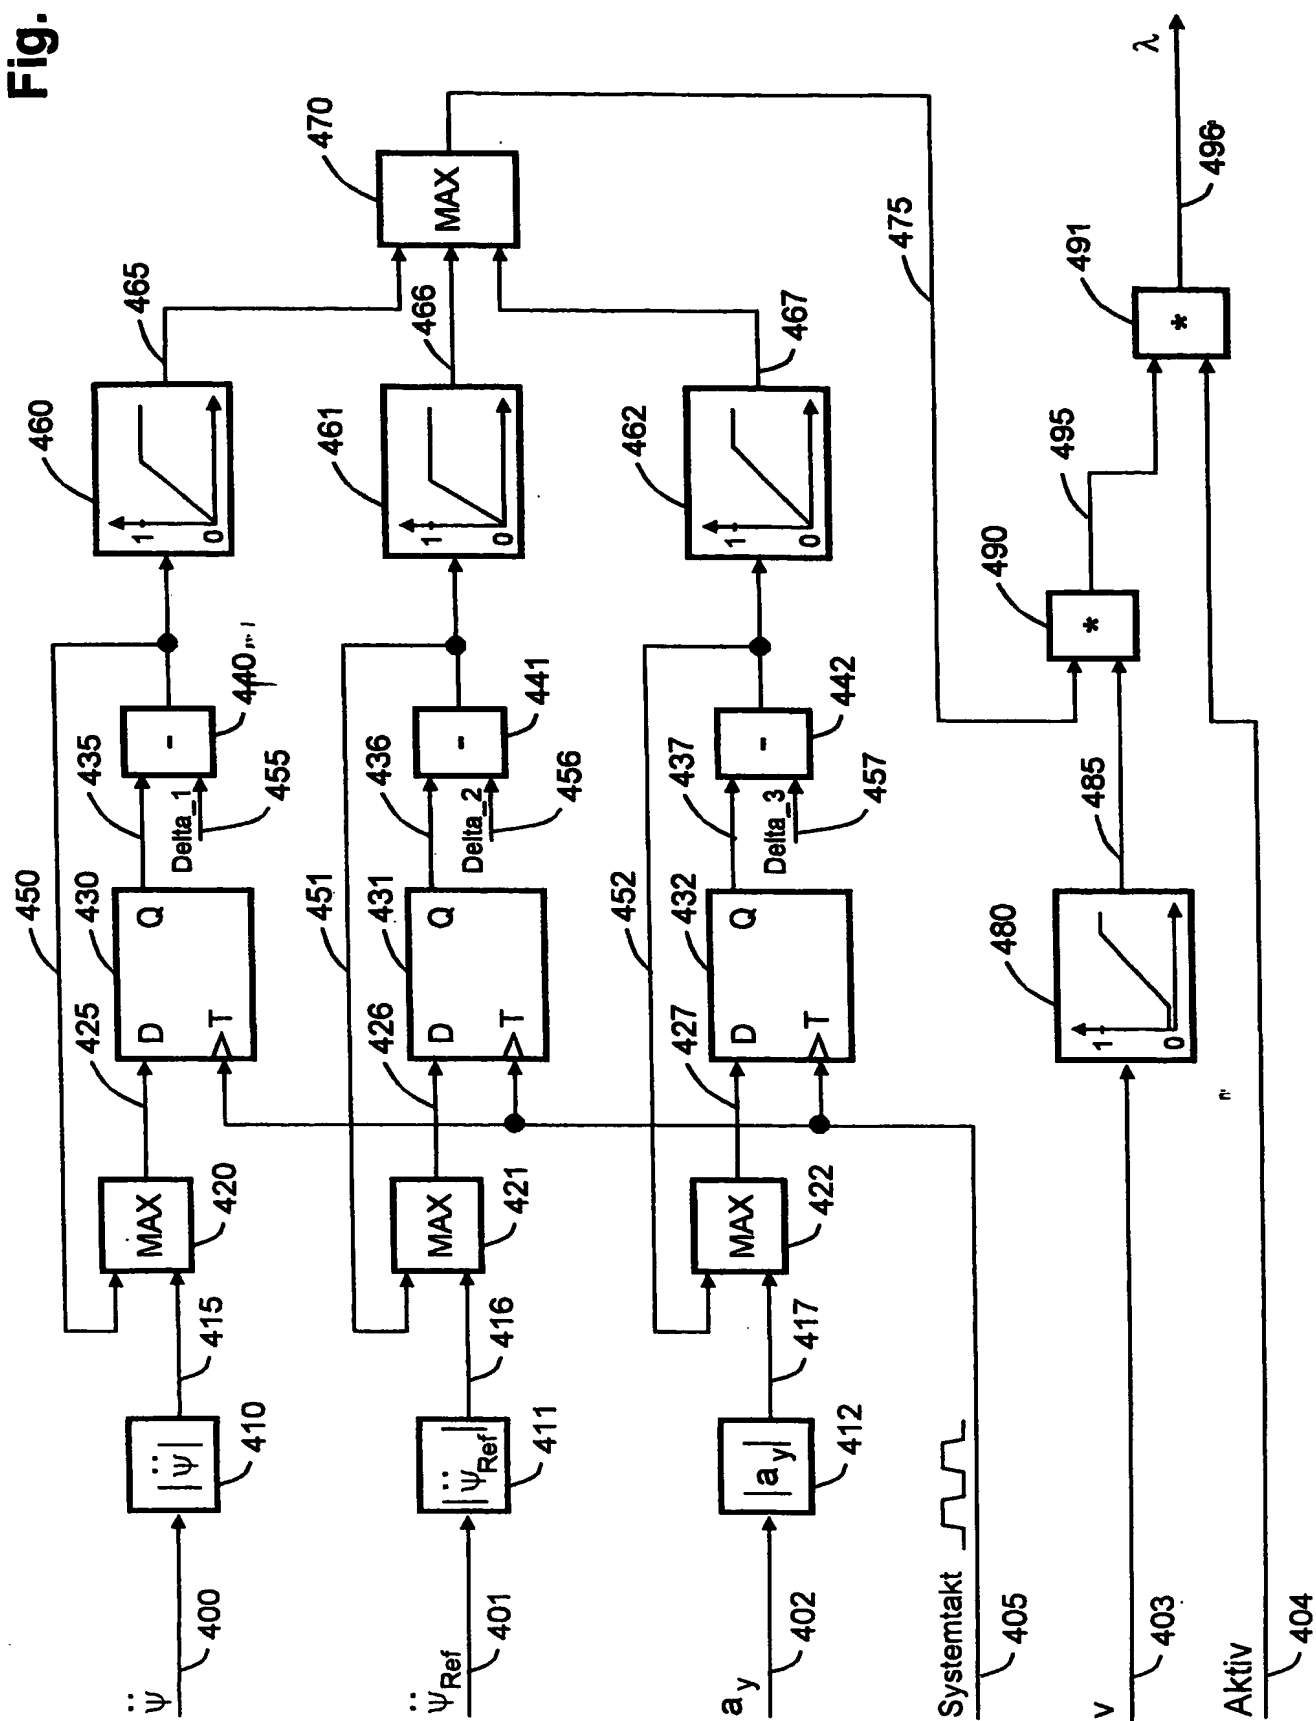 Fig.
ψ̈
400
|ψ̈|
410
415
MAX
420
425
450
D
Q
T
430
435
Delta_1
455
-
440
1
0
460
465
ψ̈Ref
401
|ψ̈Ref|
411
416
MAX
421
426
451
D
Q
T
431
436
Delta_2
456
-
441
1
0
461
466
MAX
470
ay
402
|ay|
412
417
MAX
422
427
452
D
Q
T
432
437
Delta_3
457
-
442
1
0
462
467
475
Systemtakt
405
v
403
1
0
480
485
*
490
495
Aktiv
404
*
491
496
λ